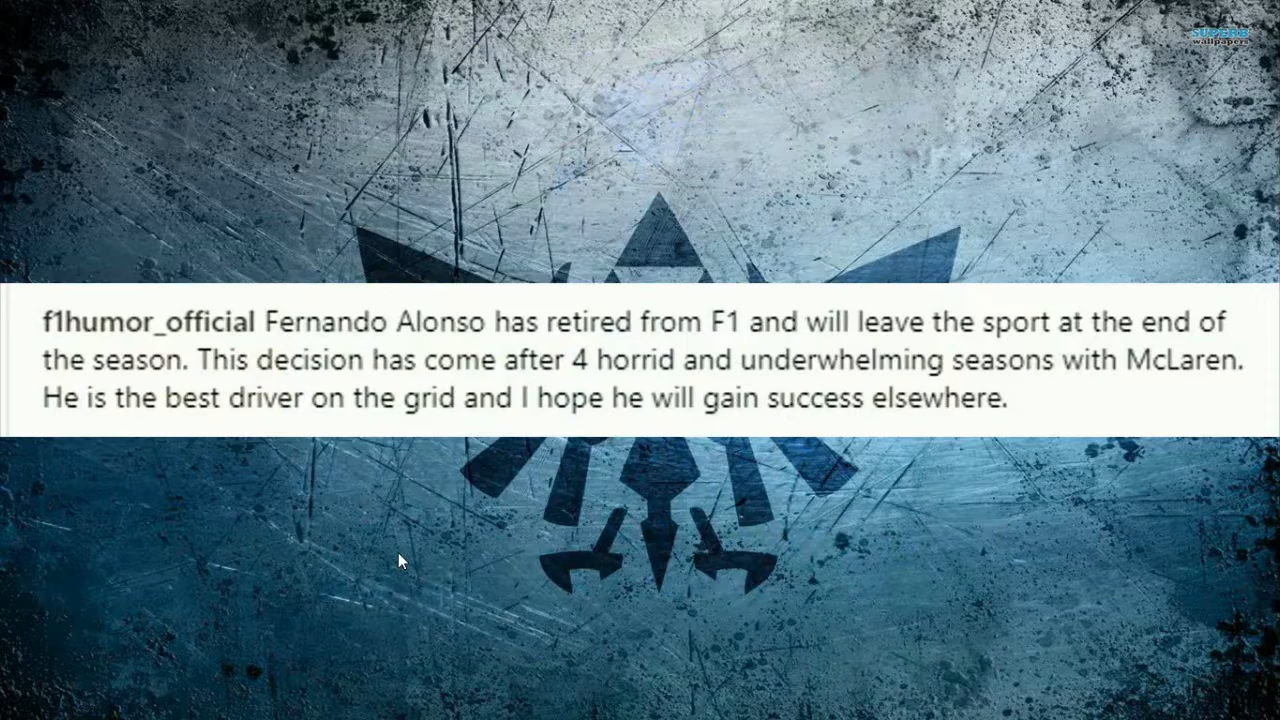 SUPERB
wallpapers
f1humor_official Fernando Alonso has retired from F1 and will leave the sport at the end of
the season. This decision has come after 4 horrid and underwhelming seasons with McLaren.
He is the best driver on the grid and I hope he will gain success elsewhere.